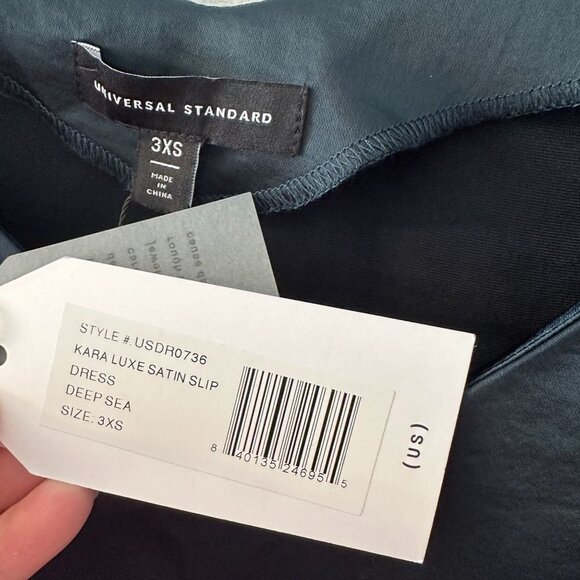 UNIVERSAL STANDARD
3XS
MADE
IN
CHINA
STYLE # USDR0736
KARA LUXE SATIN SLIP
DRESS
DEEP SEA
SIZE: 3XS
8 40135 24695 5
(us)